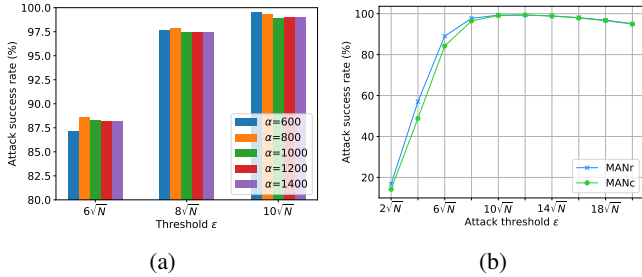 Attack success rate (%)
100.0
97.5
95.0
92.5
90.0
87.5
85.0
82.5
80.0
α=600
α=800
α=1000
α=1200
α=1400
6√N
8√N
10√N
Threshold ε
(a)
Attack success rate (%)
100
80
60
40
20
MANr
MANc
2√N
6√N
10√N
14√N
18√N
Attack threshold ε
(b)